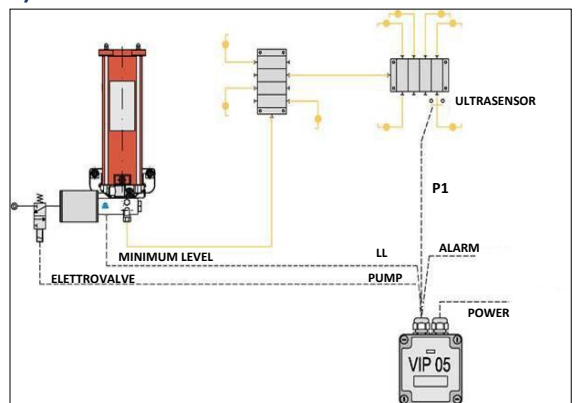 ULTRASENSOR
P1
MINIMUM LEVEL
LL
ALARM
ELETTROVALVE
PUMP
POWER
VIP 05